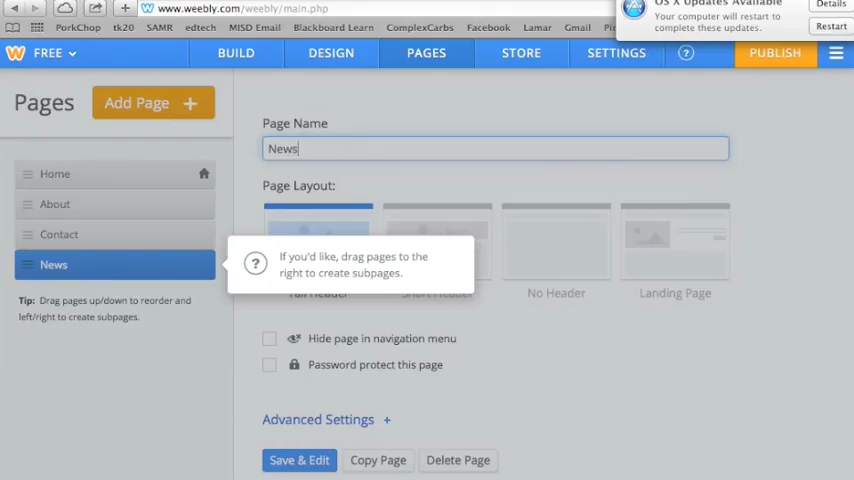 www.weebly.com/weebly/main.php
OS X Updates Available
Your computer will restart to
complete these updates.
Details
Restart
PorkChop tk20 SAMR edtech MISD Email Blackboard Learn ComplexCarbs Facebook Lamar Gmail
FREE BUILD DESIGN PAGES STORE SETTINGS ? PUBLISH
Pages
Add Page +
Page Name
News
Home
About
Contact
News
Tip: Drag pages up/down to reorder and
left/right to create subpages.
Page Layout:
? If you'd like, drag pages to the
right to create subpages.
Tall Header Short Header No Header Landing Page
Hide page in navigation menu
Password protect this page
Advanced Settings +
Save & Edit Copy Page Delete Page